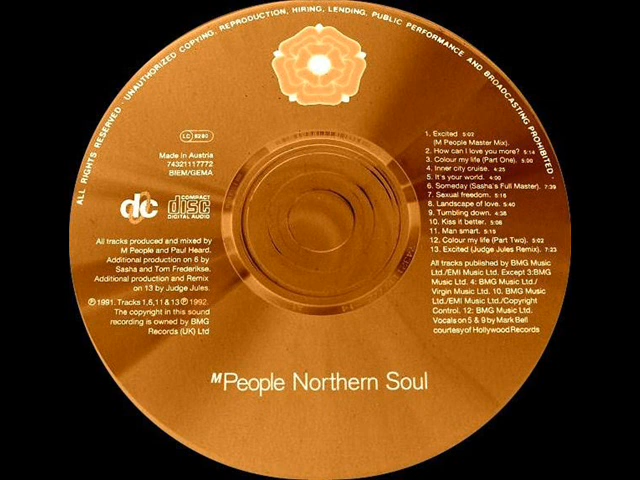 ALL RIGHTS RESERVED · UNAUTHORIZED COPYING, REPRODUCTION, HIRING, LENDING, PUBLIC PERFORMANCE AND BROADCASTING PROHIBITED ·
LC 8280
Made in Austria
74321117772
BIEM/GEMA
dc
COMPACT
disc
DIGITAL AUDIO
All tracks produced and mixed by
M People and Paul Heard.
Additional production on 6 by
Sasha and Tom Frederikse.
Additional production and Remix
on 13 by Judge Jules.
℗1991. Tracks 1,6,11 & 13 ℗ 1992.
The copyright in this sound
recording is owned by BMG
Records (UK) Ltd
1. Excited 5:02
(M People Master Mix).
2. How can I love you more? 5:14
3. Colour my life (Part One). 5:00
4. Inner city cruise. 4:25
5. It's your world. 4:00
6. Someday (Sasha's Full Master). 7:39
7. Sexual freedom. 5:16
8. Landscape of love. 5:40
9. Tumbling down. 4:36
10. Kiss it better. 5:06
11. Man smart. 5:15
12. Colour my life (Part Two). 5:02
13. Excited (Judge Jules Remix). 7:23
All tracks published by BMG Music
Ltd./EMI Music Ltd. Except 3:BMG
Music Ltd. 4: BMG Music Ltd./
Virgin Music Ltd. 10. BMG Music
Ltd./EMI Music Ltd./Copyright
Control. 12: BMG Music Ltd.
Vocals on 5 & 9 by Mark Bell
courtesy of Hollywood Records
M People Northern Soul